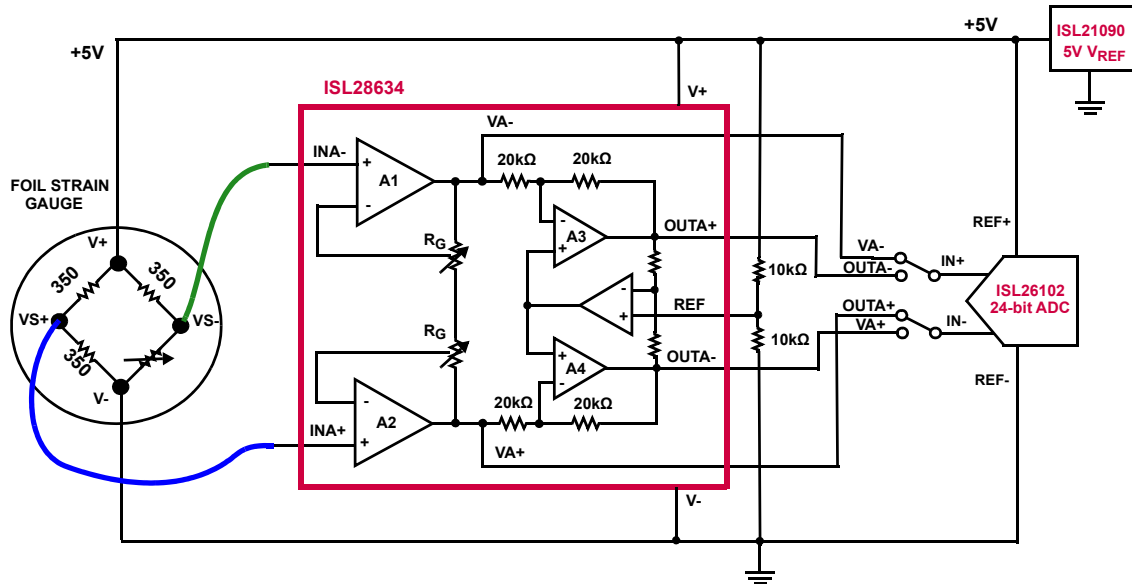 +5V
+5V
ISL21090
5V VREF
ISL28634
V+
VA-
INA-
+
A1
-
20kΩ
20kΩ
FOIL STRAIN
GAUGE
V+
350
350
VS+
VS-
350
V-
RG
-
A3
+
OUTA+
REF+
VA-
OUTA-
IN+
10kΩ
-
+
REF
ISL26102
24-bit ADC
OUTA+
VA+
IN-
10kΩ
RG
+
A4
-
OUTA-
REF-
-
A2
+
INA+
20kΩ
20kΩ
VA+
V-